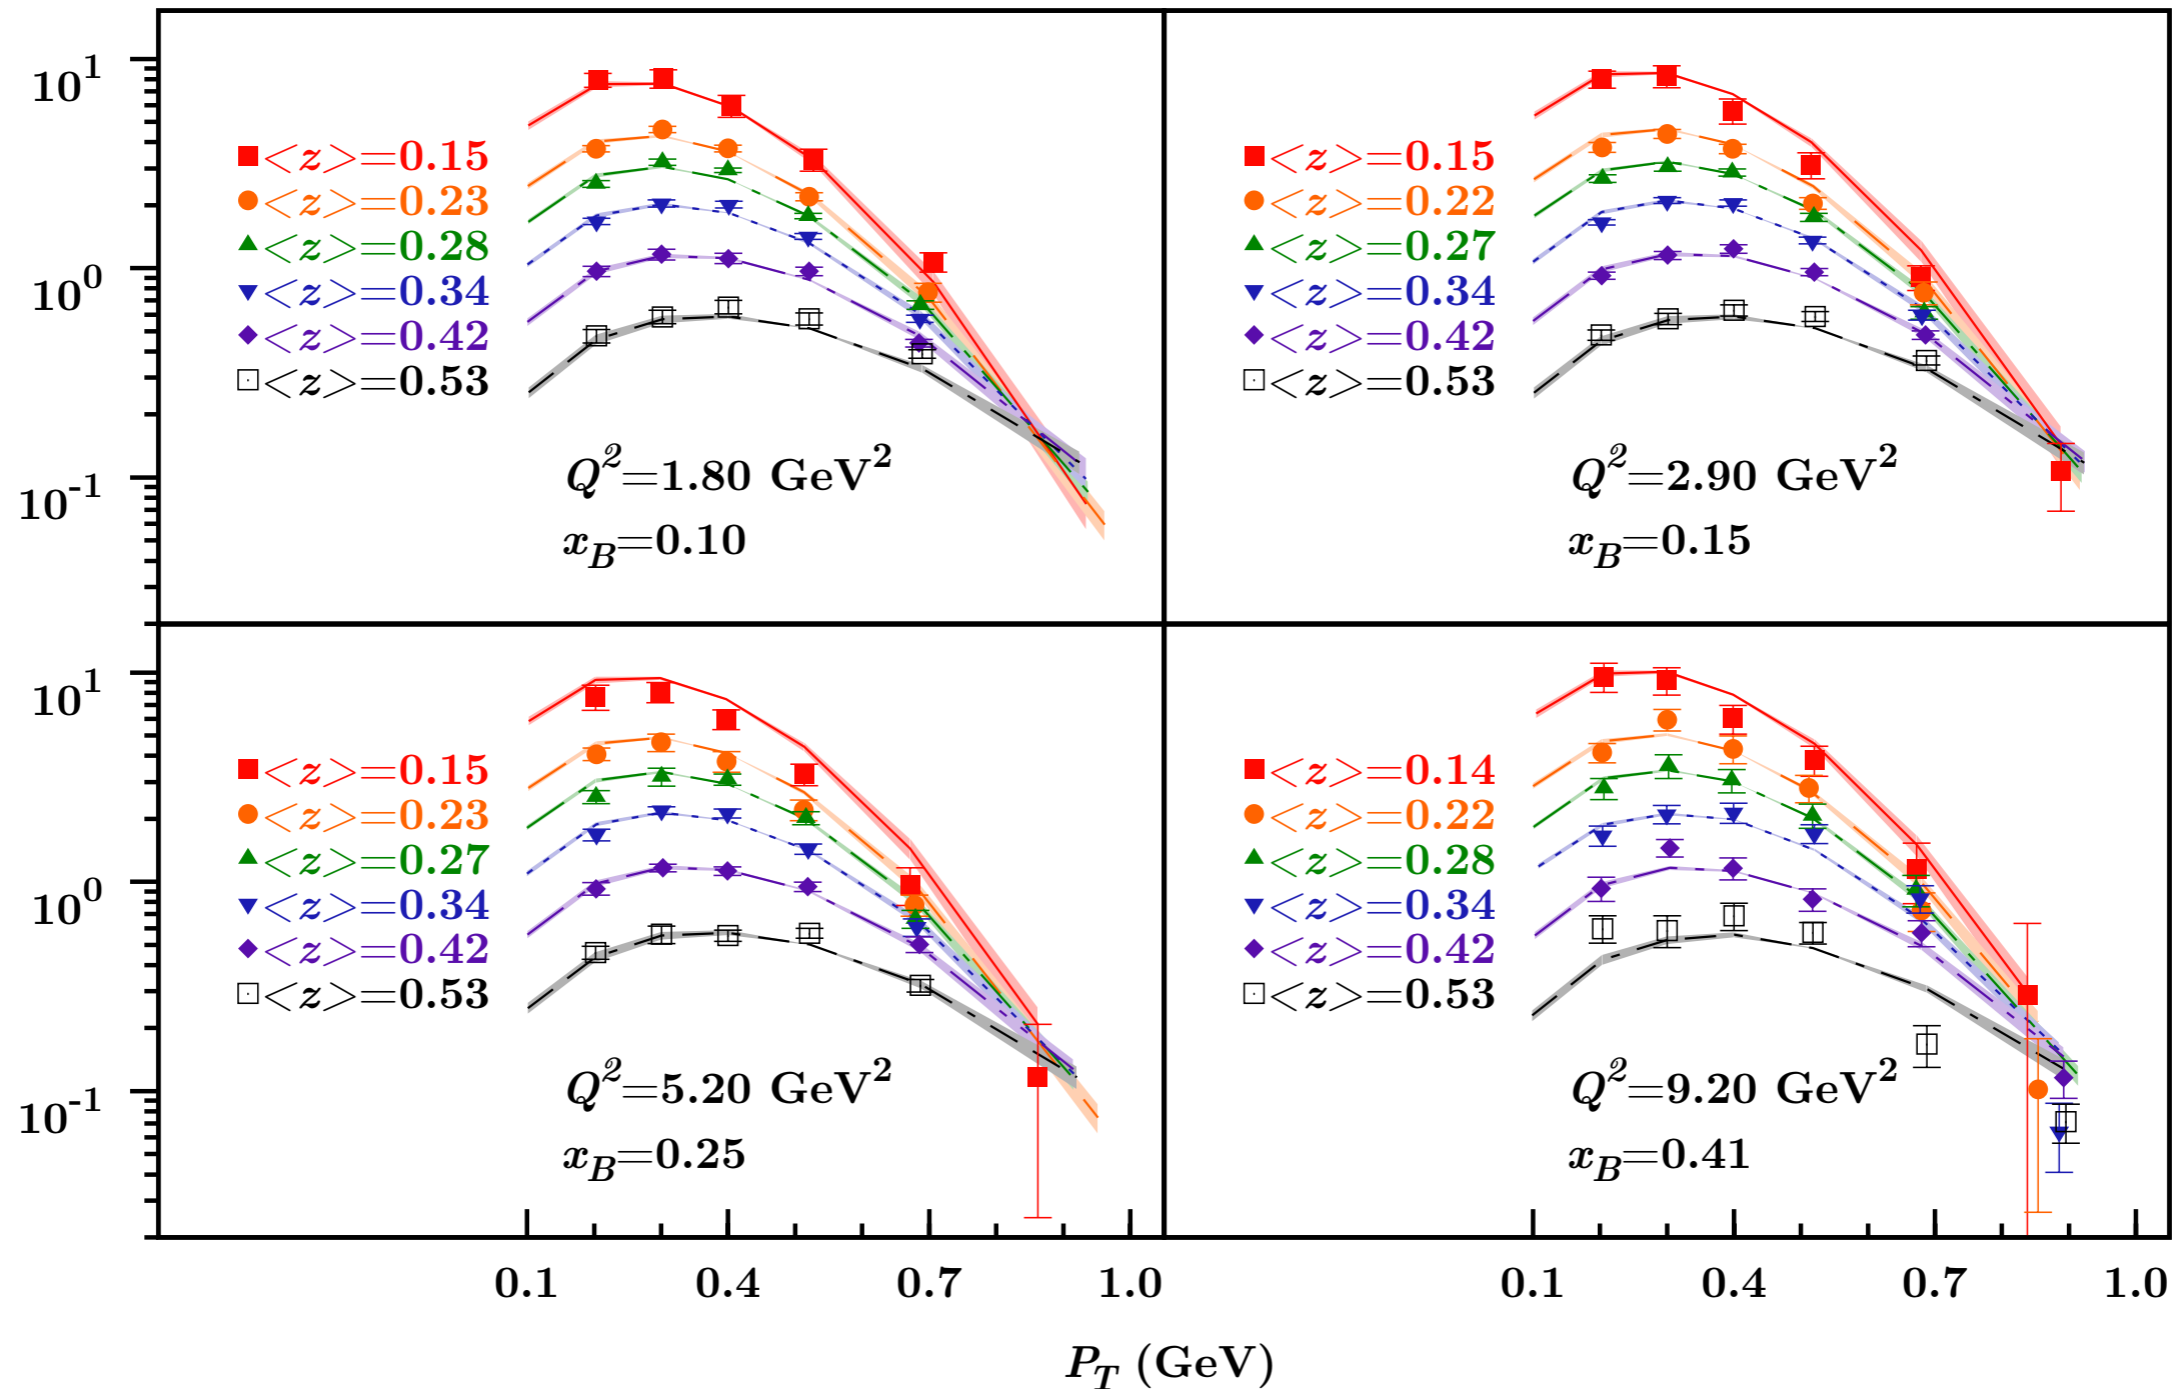 10^1
10^0
10^-1
<z>=0.15
<z>=0.23
<z>=0.28
<z>=0.34
<z>=0.42
<z>=0.53
Q^2=1.80 GeV^2
x_B=0.10
<z>=0.15
<z>=0.22
<z>=0.27
<z>=0.34
<z>=0.42
<z>=0.53
Q^2=2.90 GeV^2
x_B=0.15
10^1
10^0
10^-1
<z>=0.15
<z>=0.23
<z>=0.27
<z>=0.34
<z>=0.42
<z>=0.53
Q^2=5.20 GeV^2
x_B=0.25
<z>=0.14
<z>=0.22
<z>=0.28
<z>=0.34
<z>=0.42
<z>=0.53
Q^2=9.20 GeV^2
x_B=0.41
0.1 0.4 0.7 1.0 0.1 0.4 0.7 1.0
P_T (GeV)